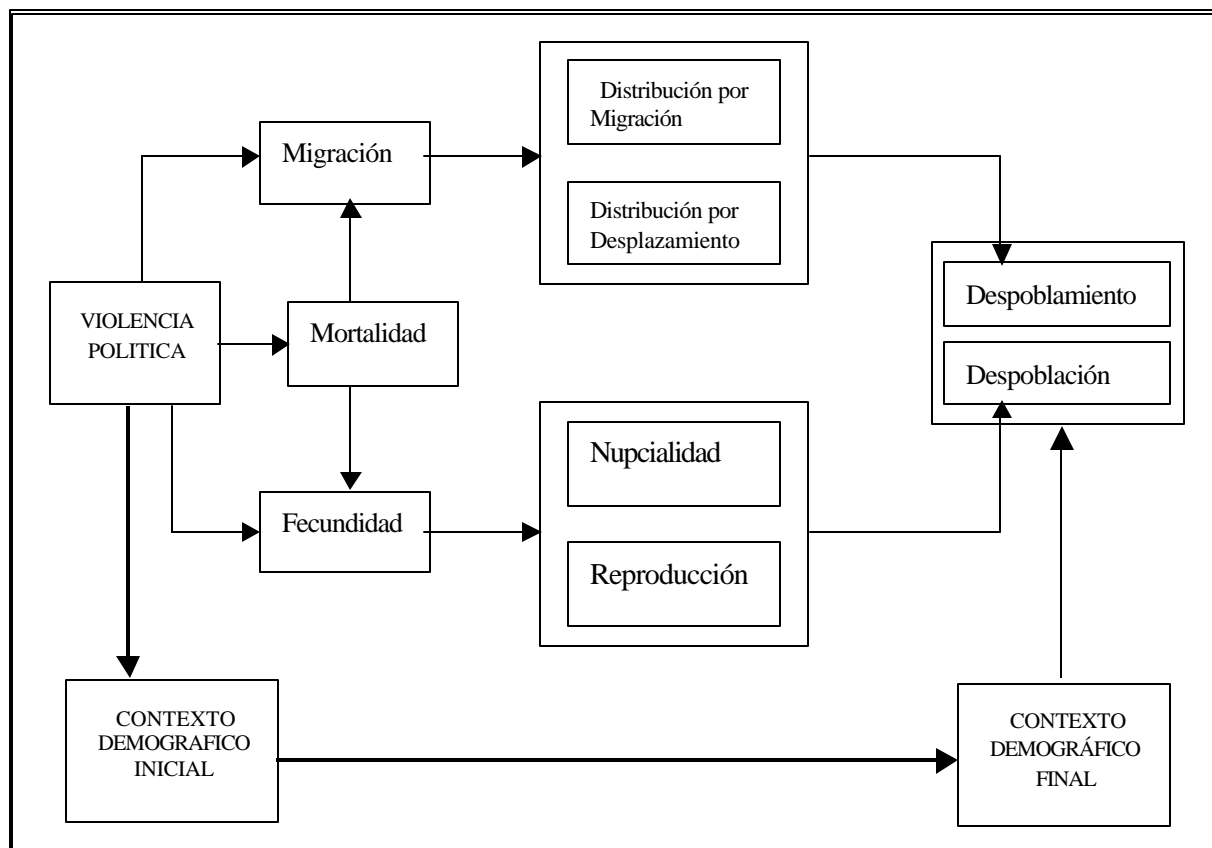 Distribución por
Migración
Migración
Distribución por
Desplazamiento
Despoblamiento
VIOLENCIA
POLITICA
Mortalidad
Despoblación
Nupcialidad
Fecundidad
Reproducción
CONTEXTO
DEMOGRAFICO
INICIAL
CONTEXTO
DEMOGRÁFICO
FINAL